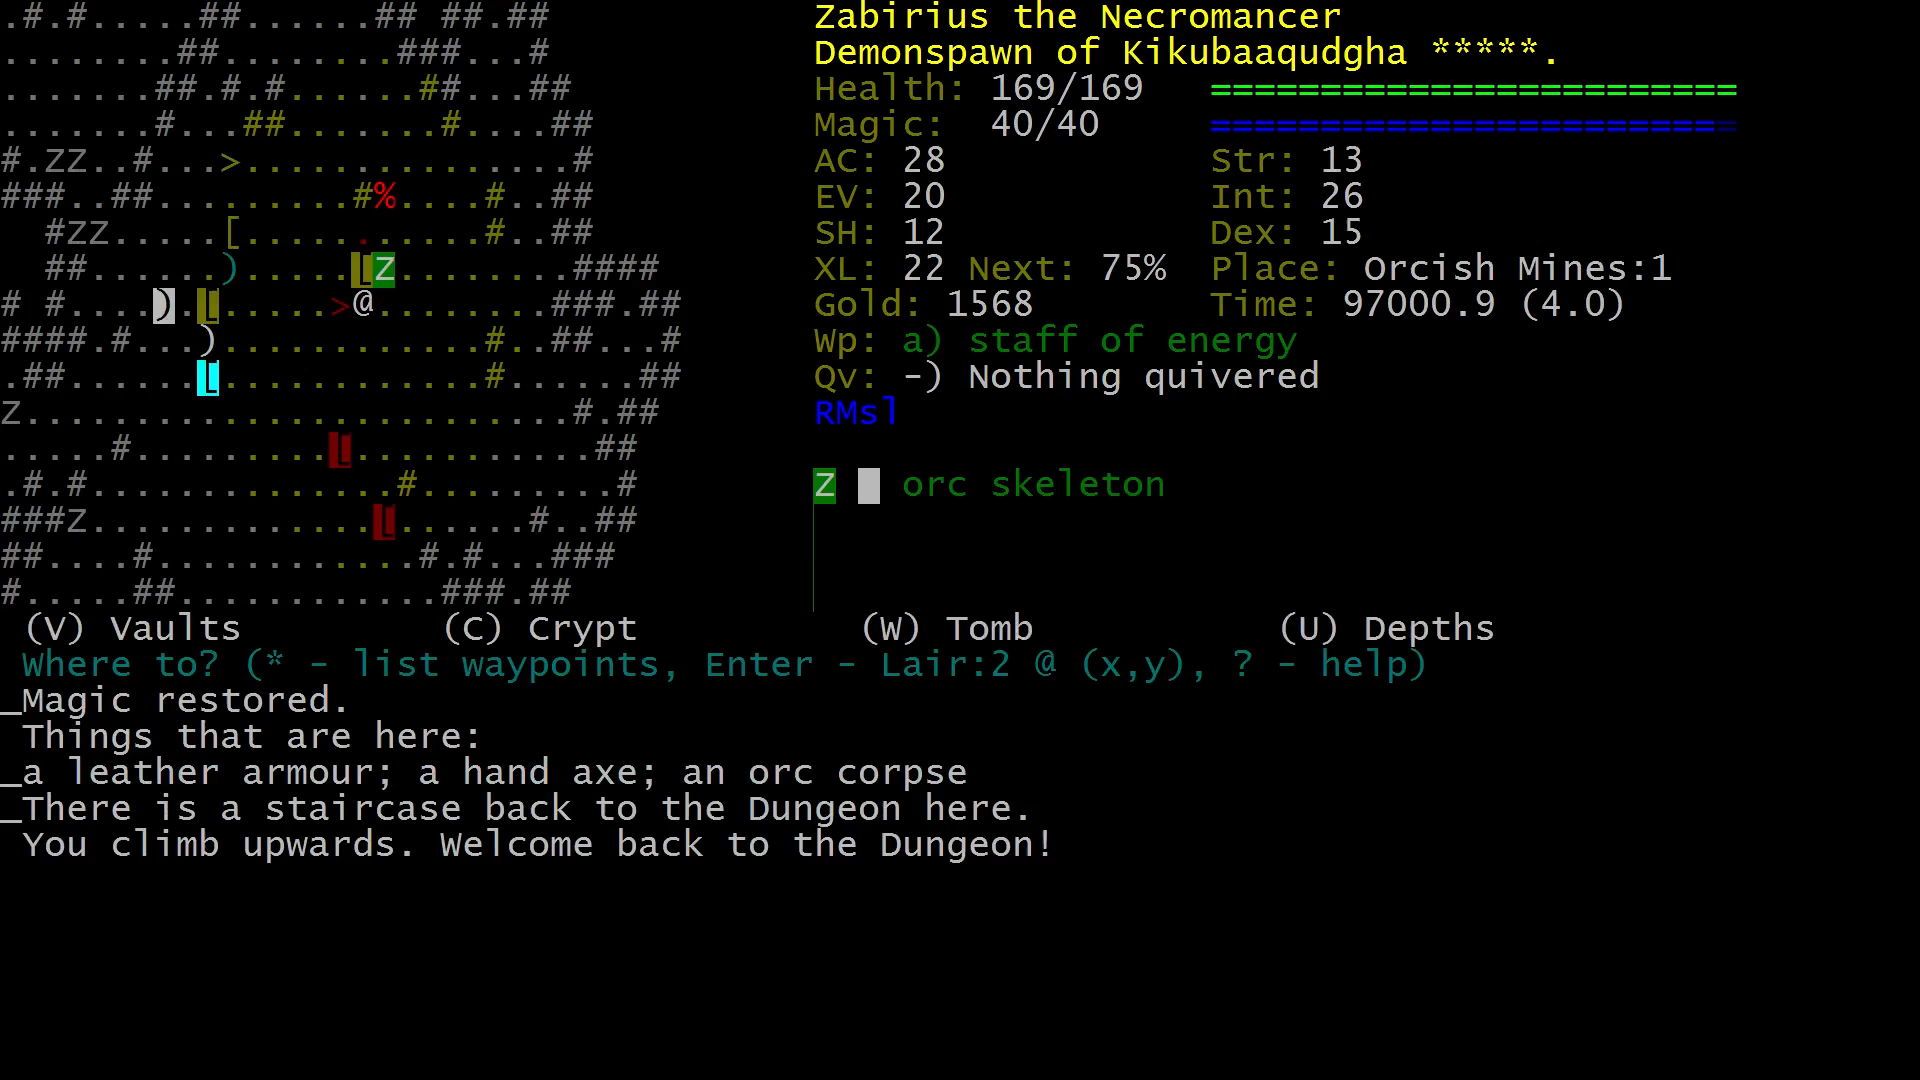 .#.#.....##......## ##.## Zabirius the Necromancer
........##........###...# Demonspawn of Kikubaaqudgha *****.
.......##.#.#......##...## Health: 169/169 ========================
.......#...##.......#....## Magic: 40/40 ========================
#.ZZ..#...>...............# AC: 28 Str: 13
###..##.........#%....#..## EV: 20 Int: 26
#ZZ.....[...........#..## SH: 12 Dex: 15
##......).....[Z........#### XL: 22 Next: 75% Place: Orcish Mines:1
# #....).[.....>@........###.## Gold: 1568 Time: 97000.9 (4.0)
####.#...)............#..##...# Wp: a) staff of energy
.##......[............#......## Qv: -) Nothing quivered
Z.........................#.## RMsl
.....#.........[...........##
.#.#..............#.........# Z orc skeleton
###Z.............[......#..##
##....#............#.#...###
#.....##............###.##
(V) Vaults (C) Crypt (W) Tomb (U) Depths
Where to? (* - list waypoints, Enter - Lair:2 @ (x,y), ? - help)
_Magic restored.
Things that are here:
_a leather armour; a hand axe; an orc corpse
_There is a staircase back to the Dungeon here.
You climb upwards. Welcome back to the Dungeon!